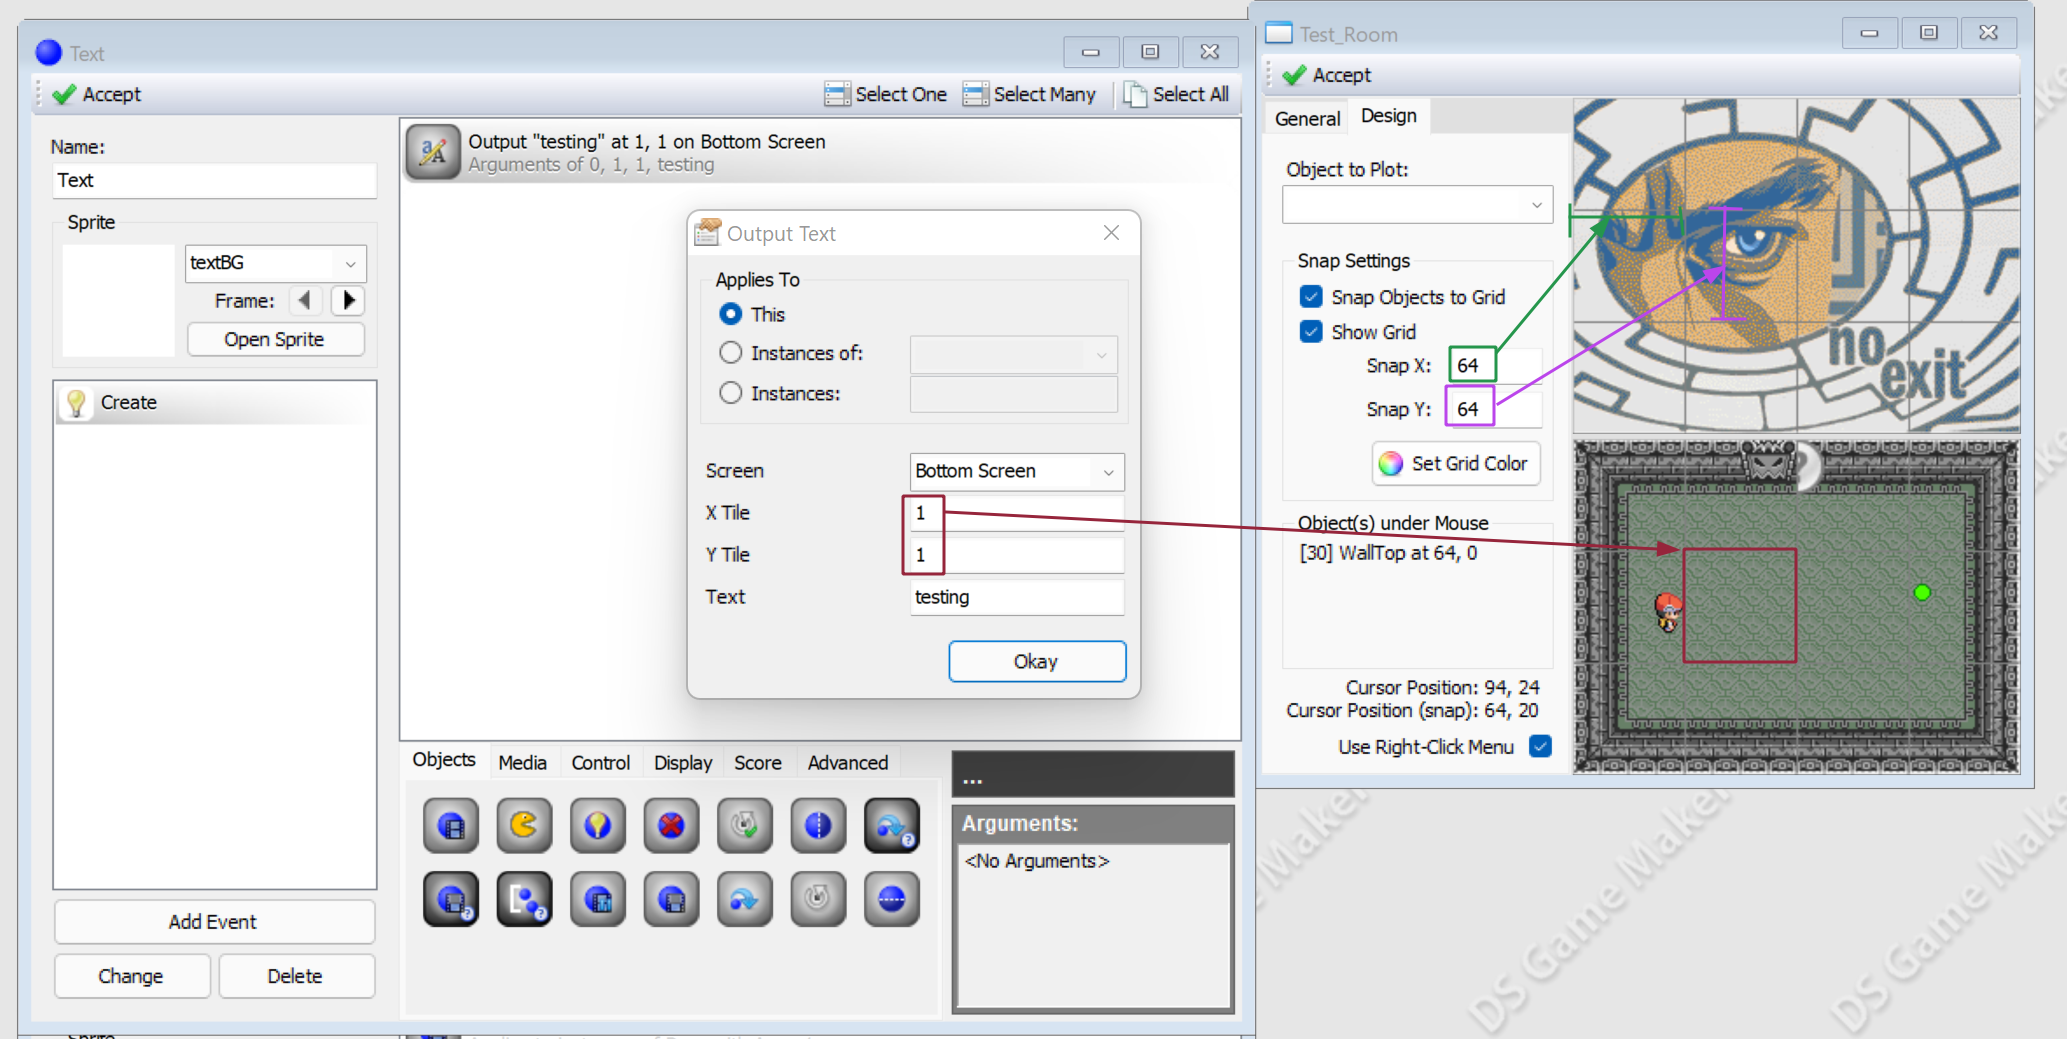 Text
Accept
Select One
Select Many
Select All
Name:
Text
Sprite
textBG
Frame:
Open Sprite
Create
Add Event
Change
Delete
Output "testing" at 1, 1 on Bottom Screen
Arguments of 0, 1, 1, testing
Output Text
Applies To
This
Instances of:
Instances:
Screen
Bottom Screen
X Tile
1
Y Tile
1
Text
testing
Okay
Objects
Media
Control
Display
Score
Advanced
...
Arguments:
<No Arguments>
Test_Room
Accept
General
Design
Object to Plot:
Snap Settings
Snap Objects to Grid
Show Grid
Snap X:
64
Snap Y:
64
Set Grid Color
Object(s) under Mouse
[30] WallTop at 64, 0
Cursor Position: 94, 24
Cursor Position (snap): 64, 20
Use Right-Click Menu
no
exit
DS Game Maker
DS Game Make